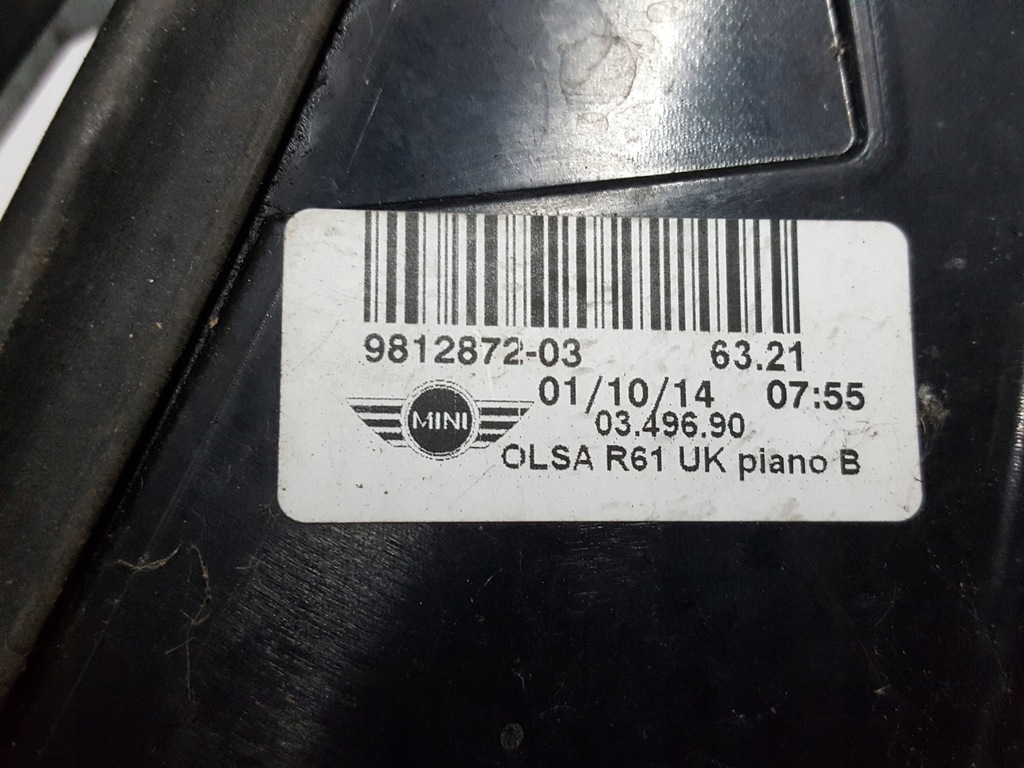 9812872-03 63.21
01/10/14 07:55
03.496.90
MINI
OLSA R61 UK piano B